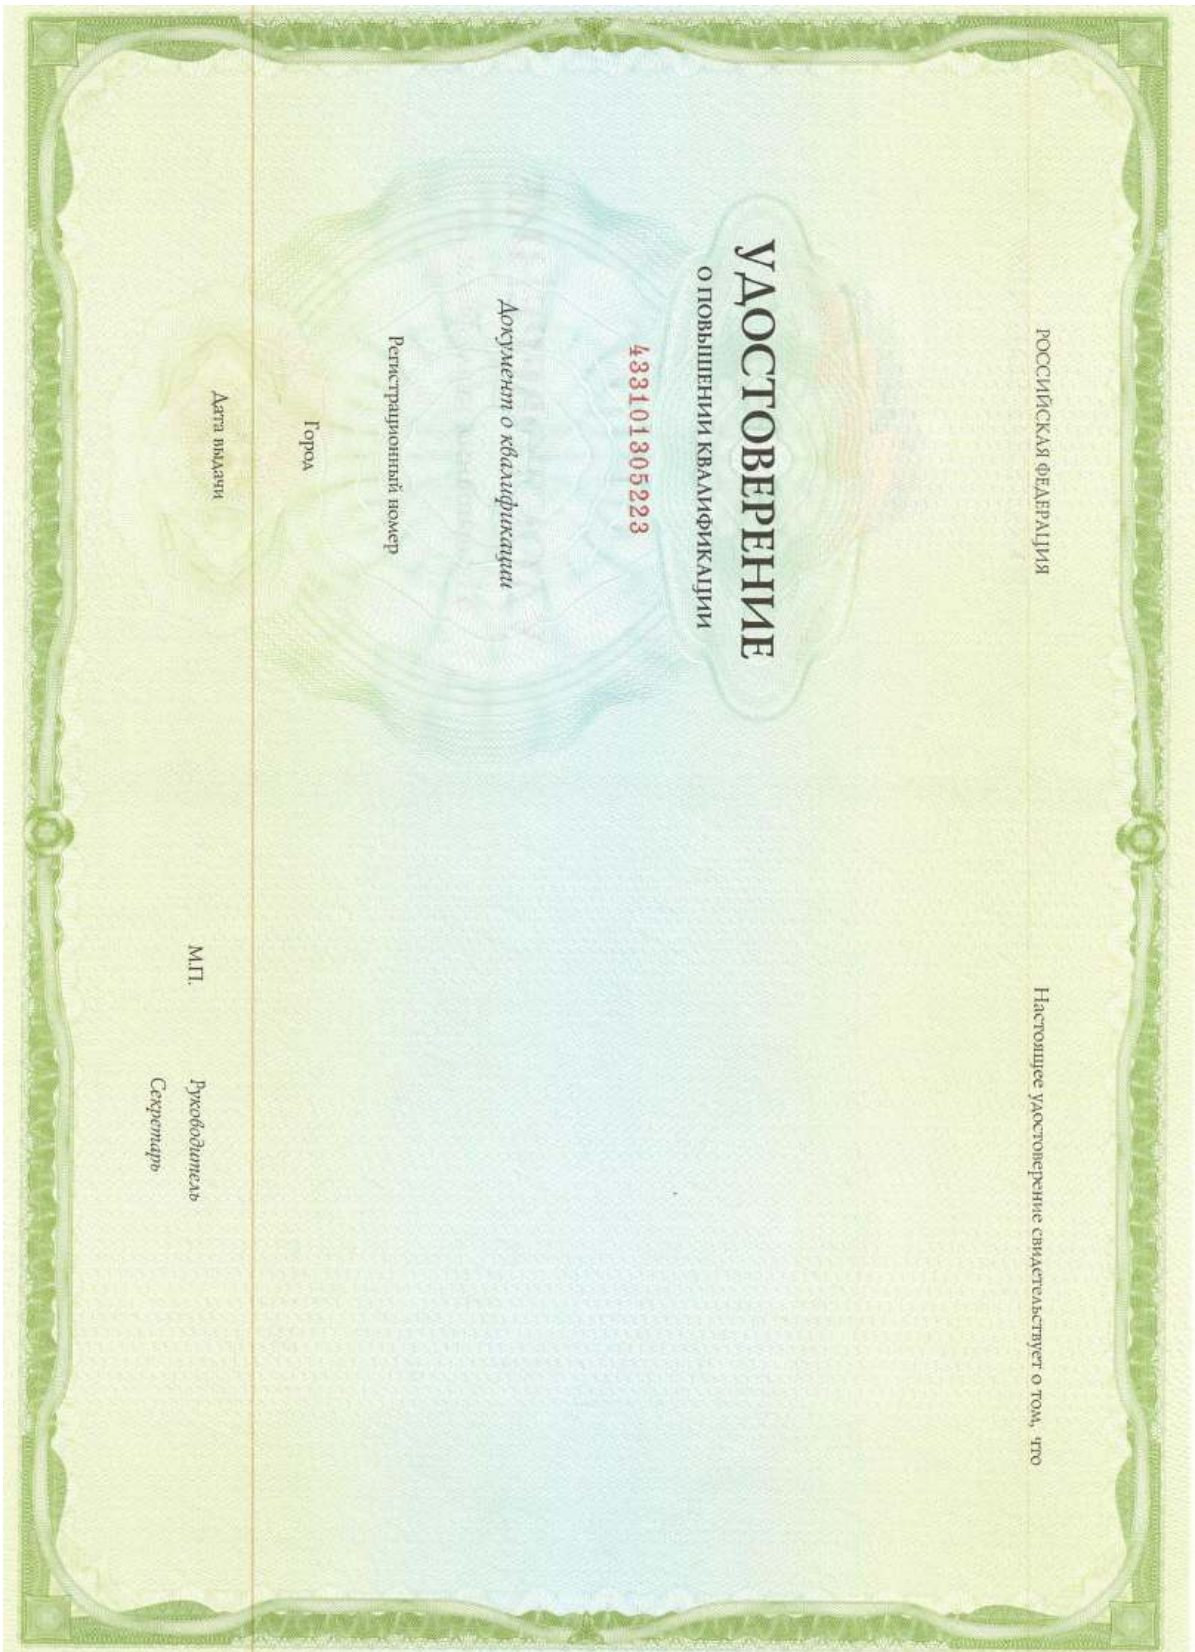 РОССИЙСКАЯ ФЕДЕРАЦИЯ
УДОСТОВЕРЕНИЕ
О ПОВЫШЕНИИ КВАЛИФИКАЦИИ
433101305223
Документ о квалификации
Регистрационный номер
Город
Дата выдачи
Настоящее удостоверение свидетельствует о том, что
М.П.
Руководитель
Секретарь